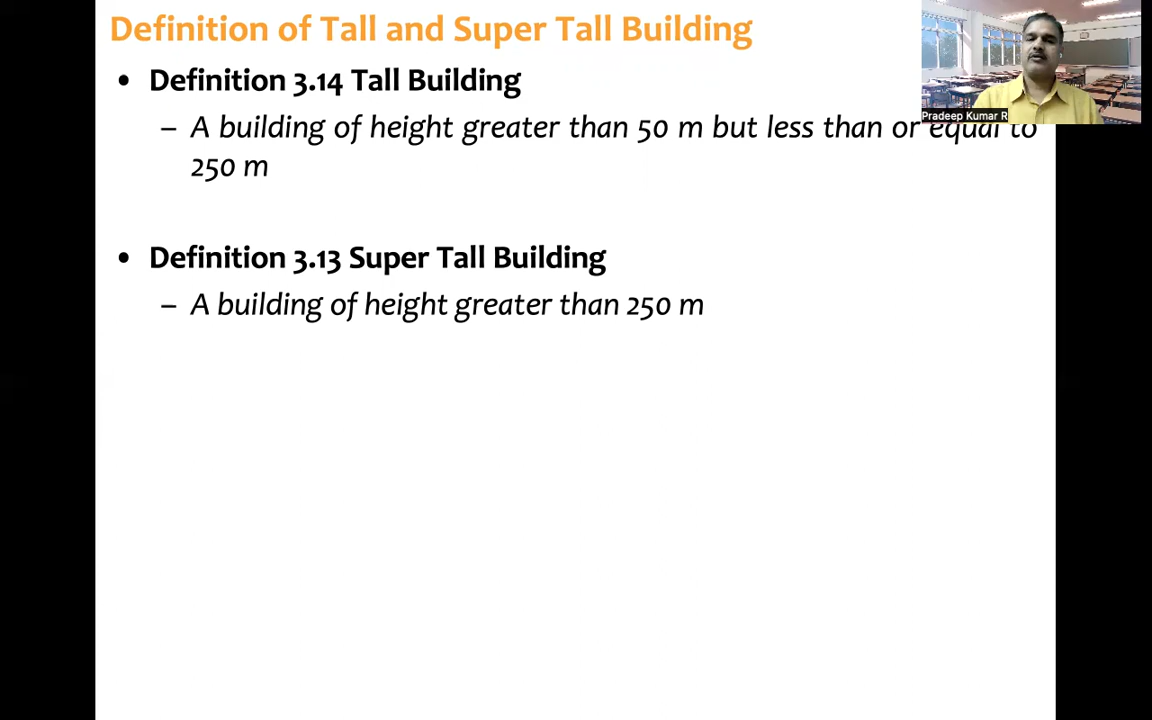 Definition of Tall and Super Tall Building
• Definition 3.14 Tall Building
– A building of height greater than 50 m but less than or equal to
250 m
• Definition 3.13 Super Tall Building
– A building of height greater than 250 m
Pradeep Kumar R